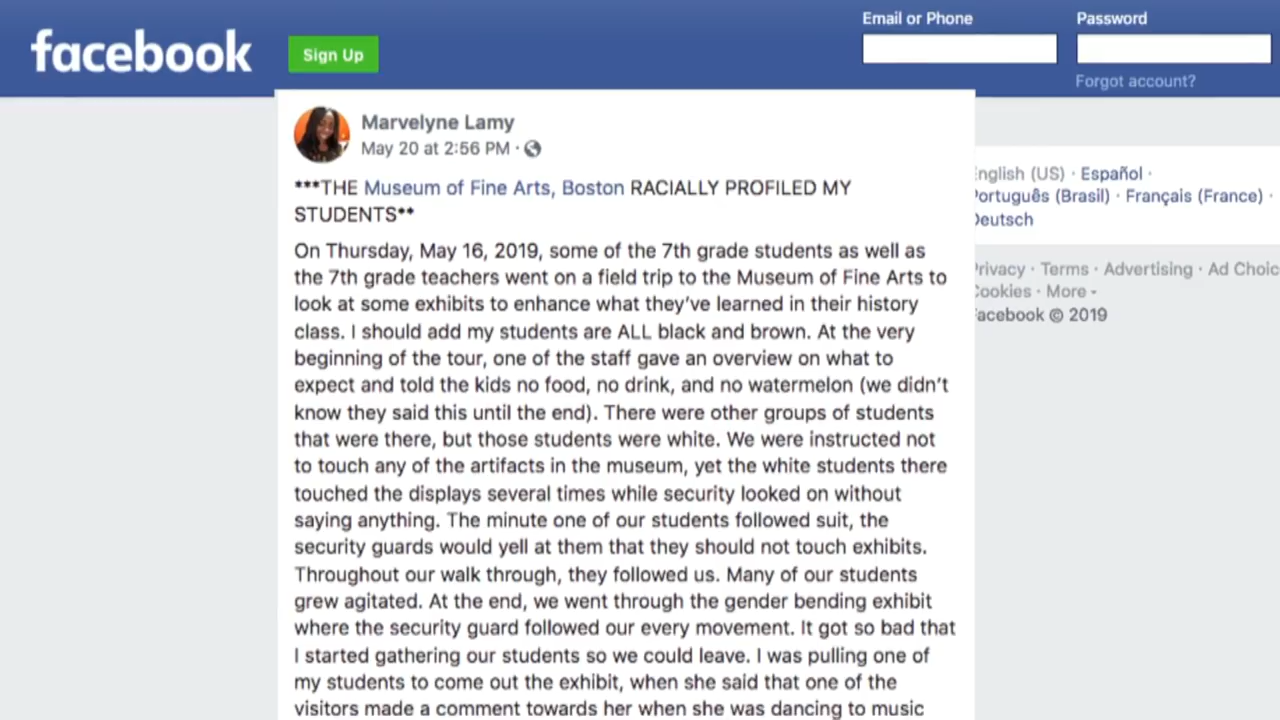 facebook
Sign Up
Email or Phone
Password
Forgot account?
Marvelyne Lamy
May 20 at 2:56 PM ·
***THE Museum of Fine Arts, Boston RACIALLY PROFILED MY
STUDENTS**
On Thursday, May 16, 2019, some of the 7th grade students as well as
the 7th grade teachers went on a field trip to the Museum of Fine Arts to
look at some exhibits to enhance what they’ve learned in their history
class. I should add my students are ALL black and brown. At the very
beginning of the tour, one of the staff gave an overview on what to
expect and told the kids no food, no drink, and no watermelon (we didn’t
know they said this until the end). There were other groups of students
that were there, but those students were white. We were instructed not
to touch any of the artifacts in the museum, yet the white students there
touched the displays several times while security looked on without
saying anything. The minute one of our students followed suit, the
security guards would yell at them that they should not touch exhibits.
Throughout our walk through, they followed us. Many of our students
grew agitated. At the end, we went through the gender bending exhibit
where the security guard followed our every movement. It got so bad that
I started gathering our students so we could leave. I was pulling one of
my students to come out the exhibit, when she said that one of the
visitors made a comment towards her when she was dancing to music
nglish (US) · Español ·
ortuguês (Brasil) · Français (France) ·
Deutsch
rivacy · Terms · Advertising · Ad Choic
ookies · More
acebook © 2019